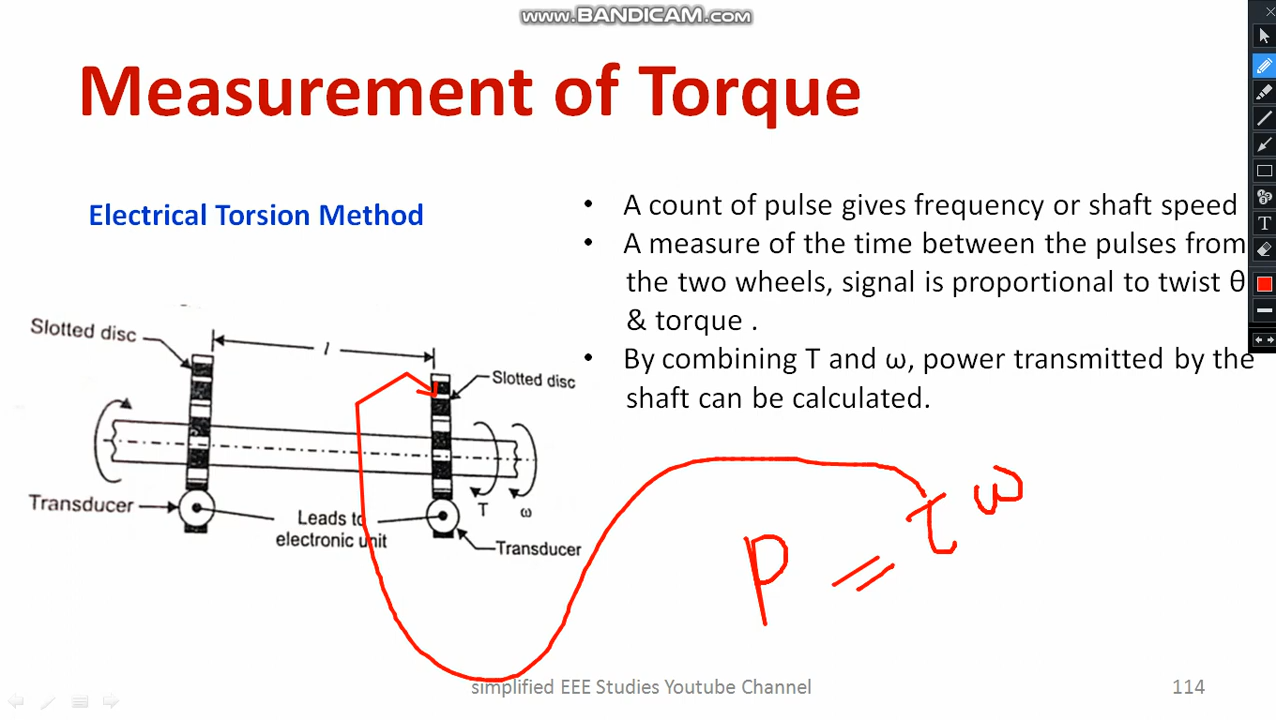 www.BANDICAM.com
Measurement of Torque
Electrical Torsion Method
• A count of pulse gives frequency or shaft speed
• A measure of the time between the pulses from
the two wheels, signal is proportional to twist θ
& torque .
• By combining T and ω, power transmitted by the
shaft can be calculated.
Slotted disc
l
Slotted disc
Transducer
Leads to
electronic unit
T
ω
Transducer
P = τ ω
simplified EEE Studies Youtube Channel
114